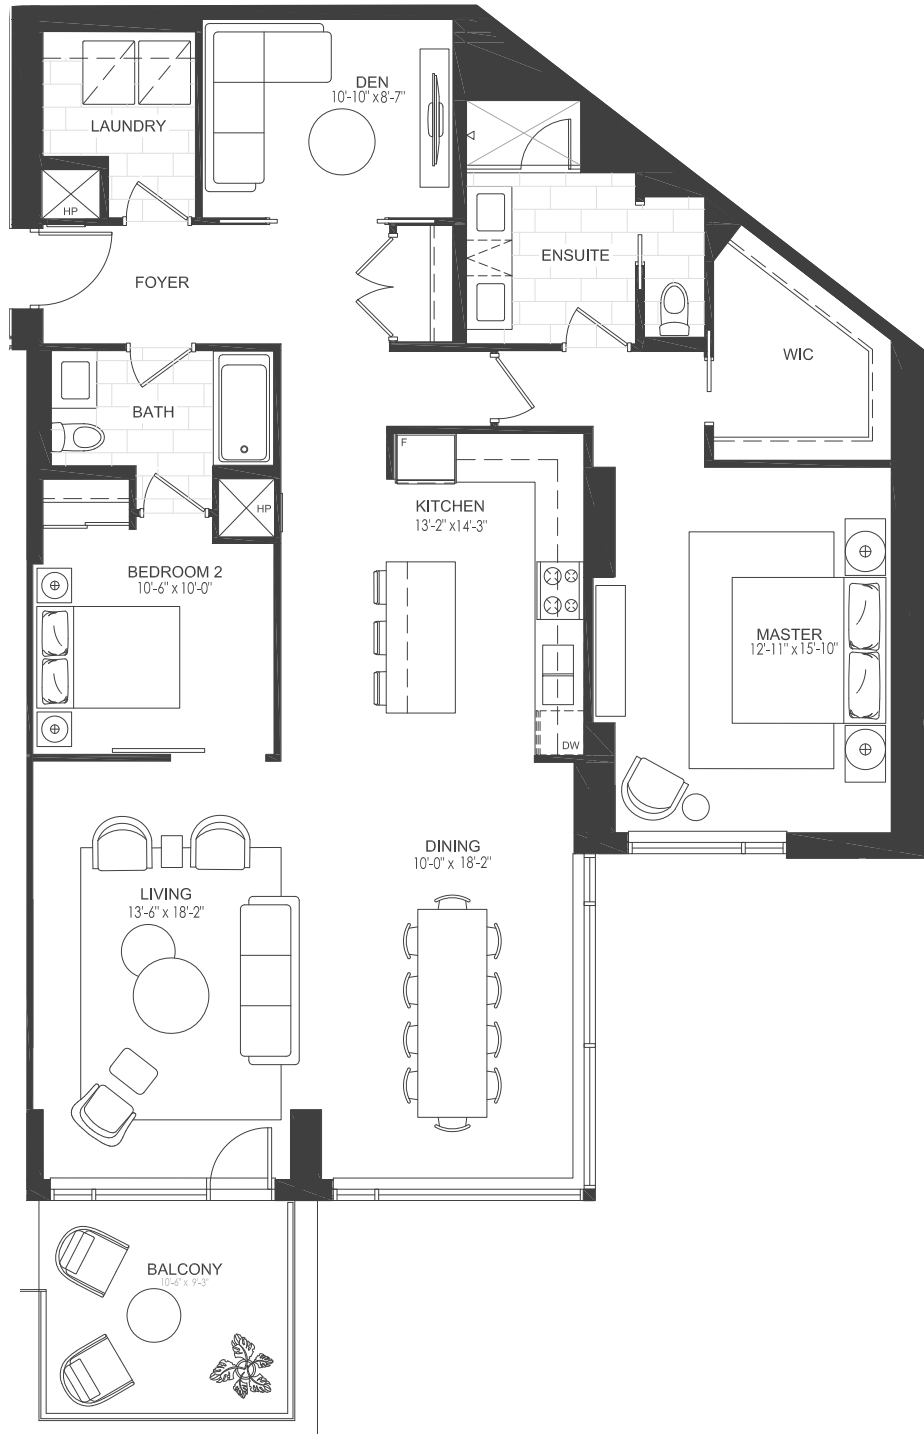 DEN
10'-10" x 8'-7"
LAUNDRY
HP
ENSUITE
FOYER
WIC
BATH
F
KITCHEN
13'-2" x 14'-3"
HP
BEDROOM 2
10'-6" x 10'-0"
MASTER
12'-11" x 15'-10"
DW
DINING
10'-0" x 18'-2"
LIVING
13'-6" x 18'-2"
BALCONY
10'-6" x 9'-3"